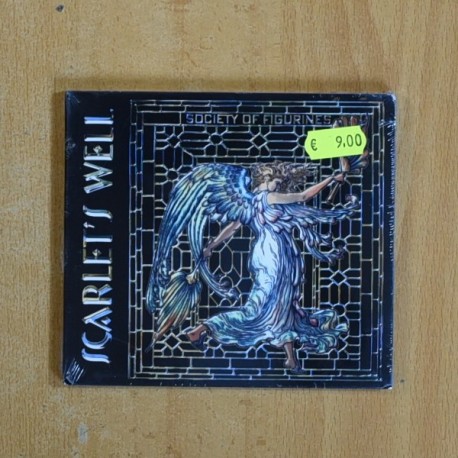 SCARLET'S WELL
SOCIETY OF FIGURINES
€ 9.00